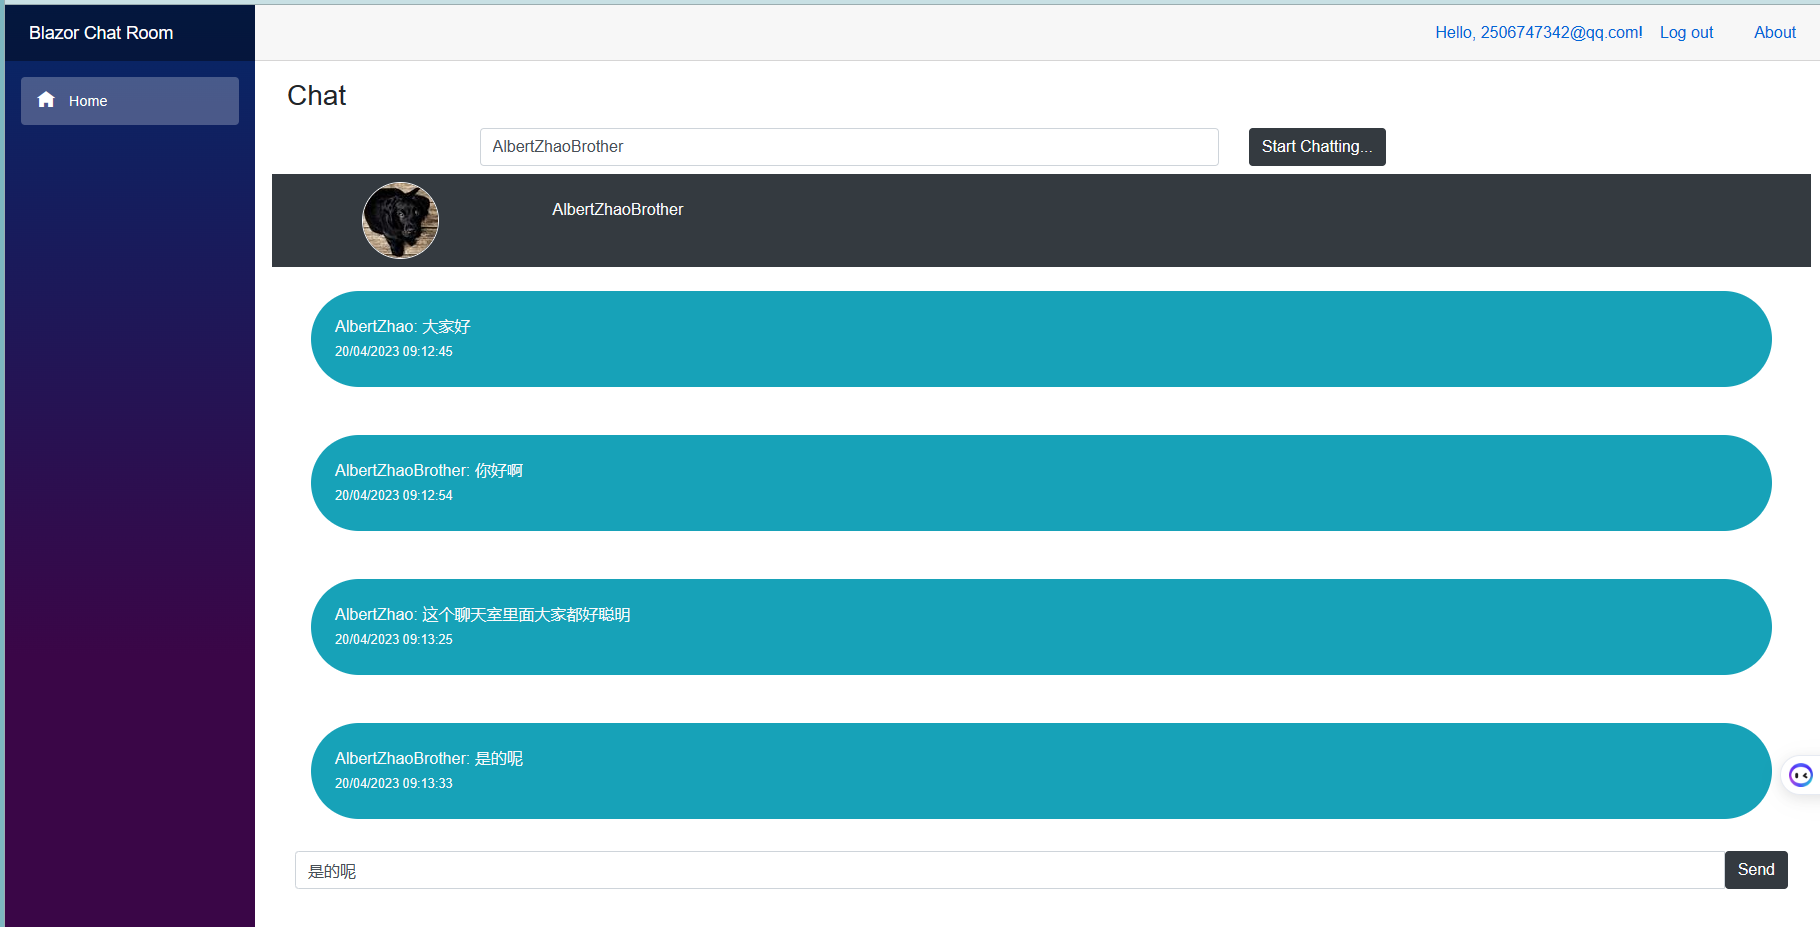 Blazor Chat Room
Hello, 2506747342@qq.com! Log out About
Home
Chat
AlbertZhaoBrother
Start Chatting...
AlbertZhaoBrother
AlbertZhao: 大家好
20/04/2023 09:12:45
AlbertZhaoBrother: 你好啊
20/04/2023 09:12:54
AlbertZhao: 这个聊天室里面大家都好聪明
20/04/2023 09:13:25
AlbertZhaoBrother: 是的呢
20/04/2023 09:13:33
是的呢
Send